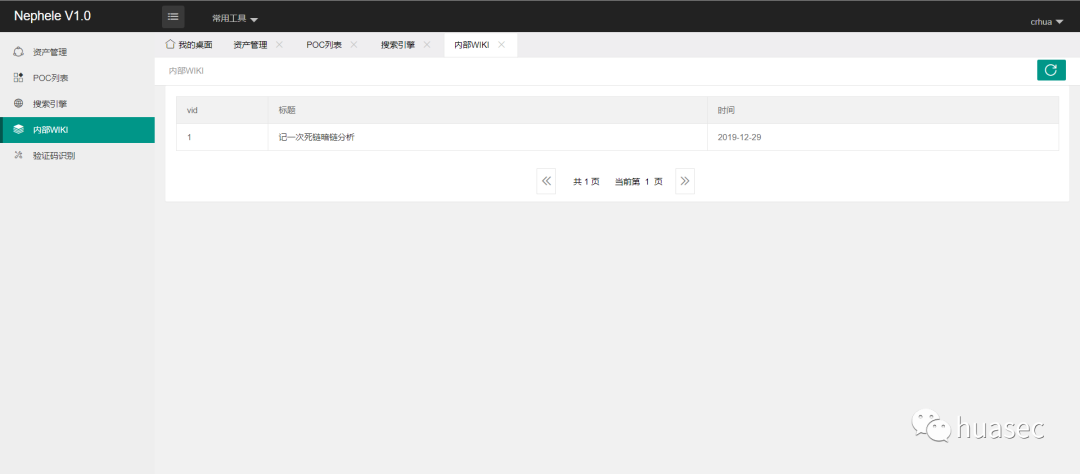 Nephele V1.0
常用工具
crhua
资产管理
POC列表
搜索引擎
内部WIKI
验证码识别
我的桌面 资产管理 POC列表 搜索引擎 内部WIKI
内部WIKI
vid 标题 时间
1 记一次死链暗链分析 2019-12-29
共 1 页 当前第 1 页
huasec